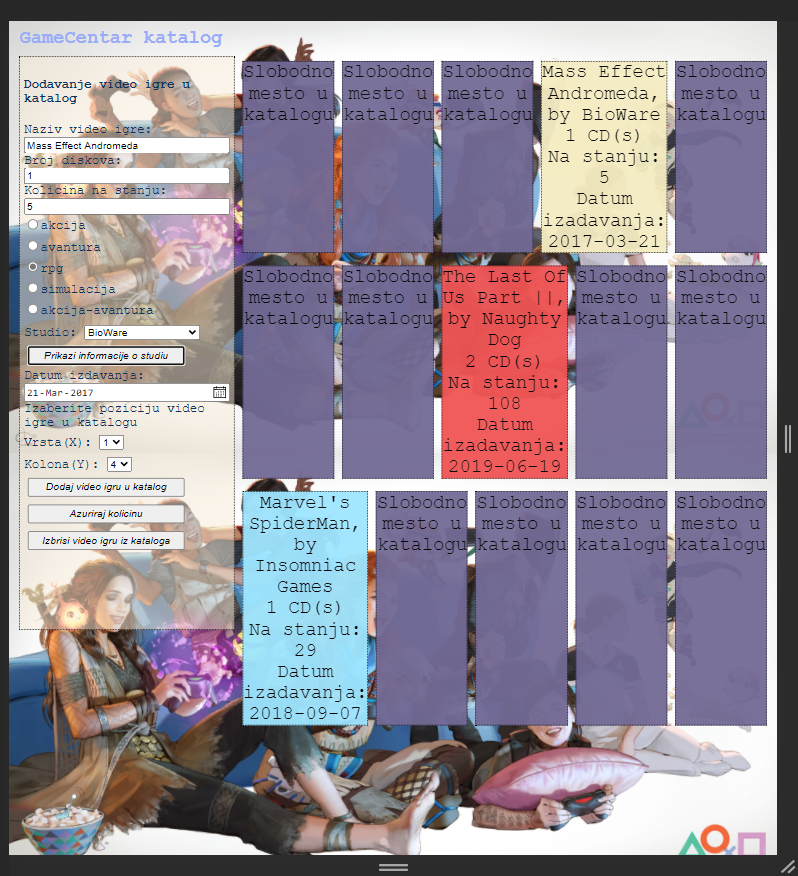 GameCentar katalog
Dodavanje video igre u
katalog
Naziv video igre:
Mass Effect Andromeda
Broj diskova:
1
Kolicina na stanju:
5
akcija
avantura
rpg
simulacija
akcija-avantura
Studio: BioWare
Prikazi informacije o studiu
Datum izdavanja:
21-Mar-2017
Izaberite poziciju video
igre u katalogu
Vrsta(X): 1
Kolona(Y): 4
Dodaj video igru u katalog
Azuriraj kolicinu
Izbrisi video igru iz kataloga
Slobodno
mesto u
katalogu
Slobodno
mesto u
katalogu
Slobodno
mesto u
katalogu
Mass Effect
Andromeda,
by BioWare
1 CD(s)
Na stanju:
5
Datum
izadavanja:
2017-03-21
Slobodno
mesto u
katalogu
Slobodno
mesto u
katalogu
Slobodno
mesto u
katalogu
The Last Of
Us Part ||,
by Naughty
Dog
2 CD(s)
Na stanju:
108
Datum
izadavanja:
2019-06-19
Slobodno
mesto u
katalogu
Slobodno
mesto u
katalogu
Marvel's
SpiderMan,
by
Insomniac
Games
1 CD(s)
Na stanju:
29
Datum
izadavanja:
2018-09-07
Slobodno
mesto u
katalogu
Slobodno
mesto u
katalogu
Slobodno
mesto u
katalogu
Slobodno
mesto u
katalogu